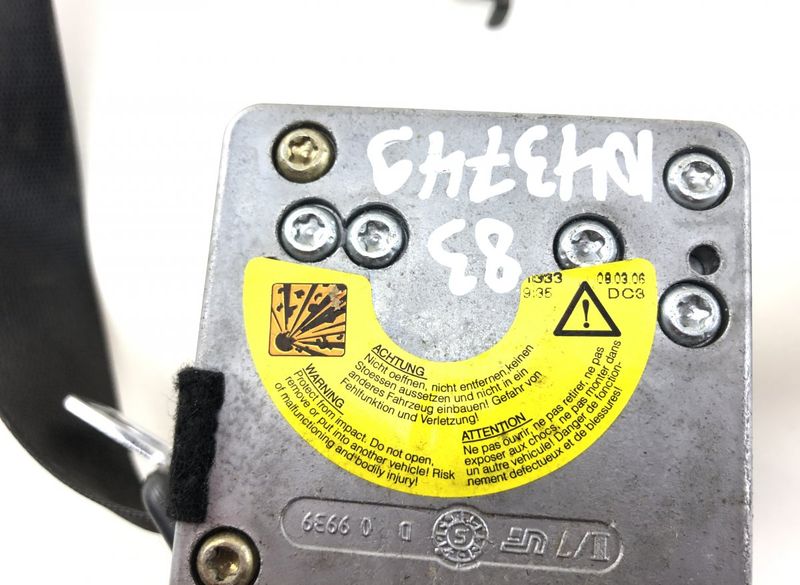 1333 08.03.06
9:35 DC3
ACHTUNG
Nicht oeffnen, nicht entfernen, keinen
Stoessen aussetzen und nicht in ein
anderes Fahrzeug einbauen! Gefahr von
Fehlfunktion und Verletzung!
WARNING
Protect from impact. Do not open,
remove or put into another vehicle! Risk
of malfunctioning and bodily injury!
ATTENTION
Ne pas ouvrir, ne pas retirer, ne pas
exposer aux chocs, ne pas monter dans
un autre vehicule! Danger de fonction-
nement defectueux et de blessures!
II/7 S D 0 9939